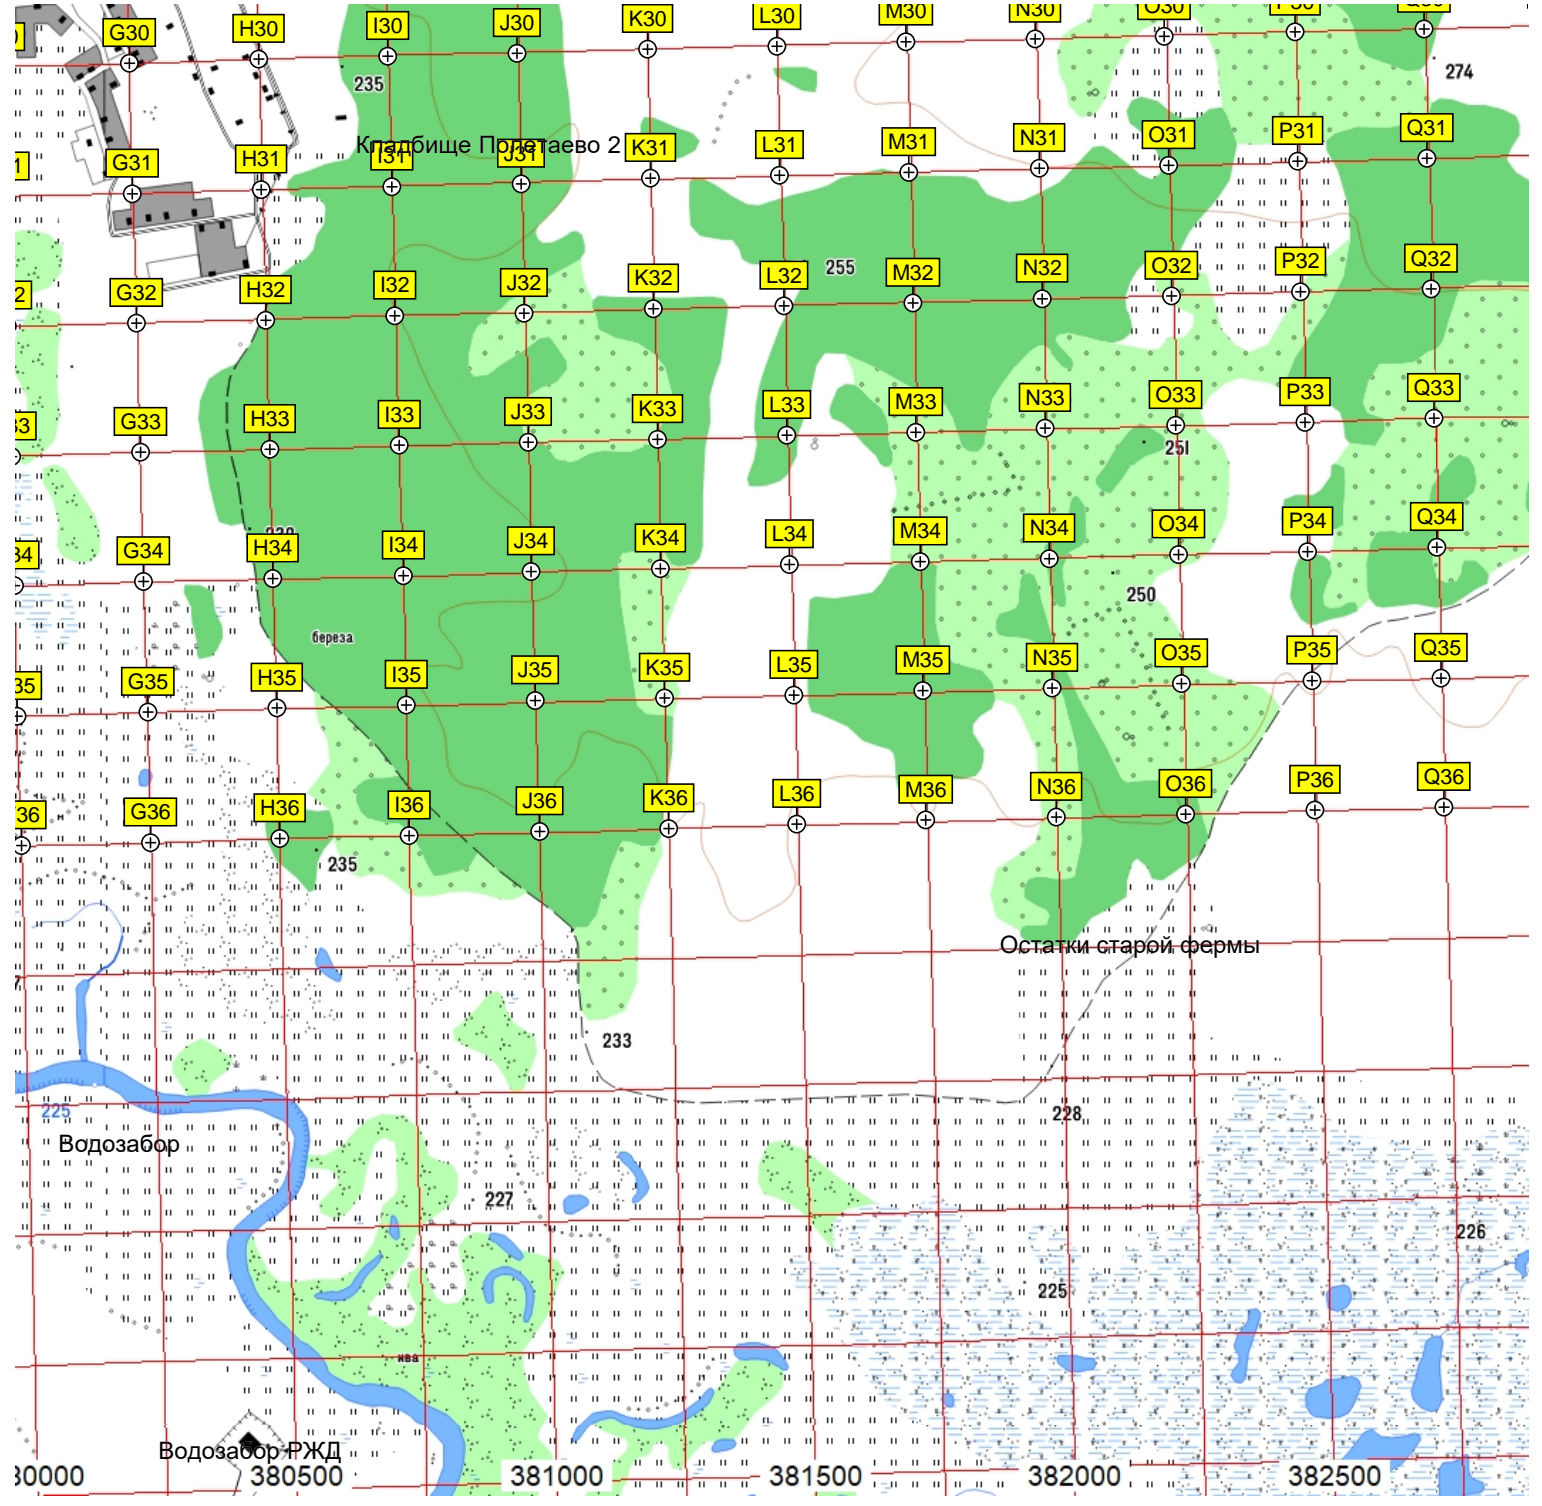 G30 H30 I30 J30 K30 L30 M30 N30 O30 P30
235 274
Кладбище Полетаево 2
G31 H31 I31 J31 K31 L31 M31 N31 O31 P31 Q31
255
G32 H32 I32 J32 K32 L32 M32 N32 O32 P32 Q32
G33 H33 I33 J33 K33 L33 M33 N33 O33 P33 Q33
251
G34 H34 I34 J34 K34 L34 M34 N34 O34 P34 Q34
250
береза
G35 H35 I35 J35 K35 L35 M35 N35 O35 P35 Q35
36 G36 H36 I36 J36 K36 L36 M36 N36 O36 P36 Q36
235
Остатки старой фермы
233
225
228
Водозабор
227
226
225
ива
Водозабор РЖД
380500 381000 381500 382000 382500